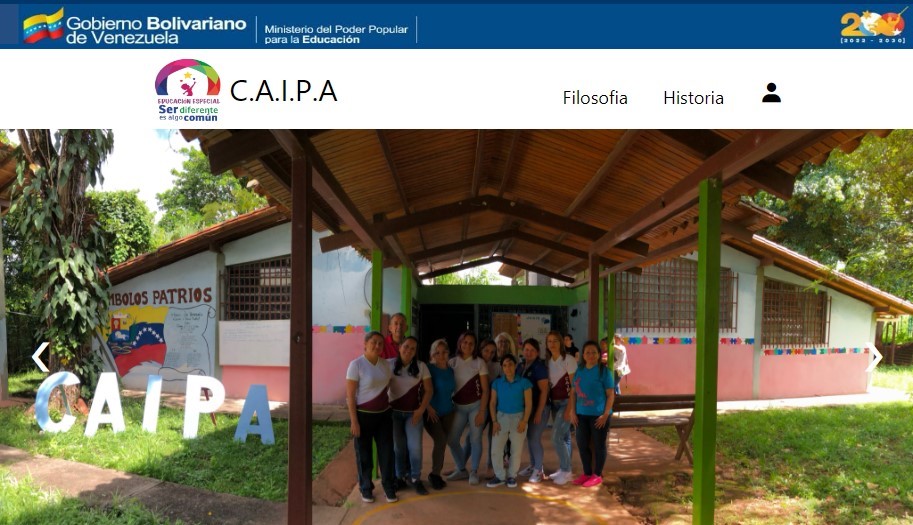 Gobierno Bolivariano
de Venezuela
Ministerio del Poder Popular
para la Educación
200
[2022 - 2030]
EDUCACIÓN ESPECIAL
Ser diferente
es algo común
C.A.I.P.A
Filosofia
Historia
MBOLOS PATRIOS
CAIPA